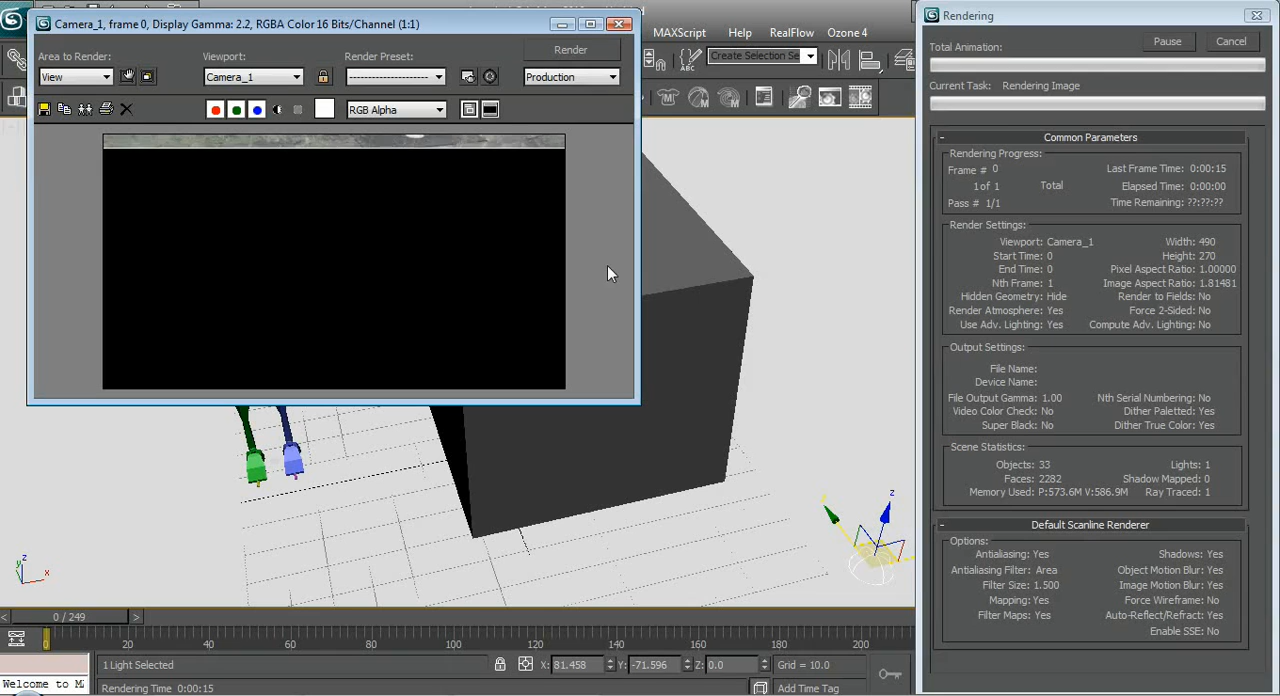 Camera_1, frame 0, Display Gamma: 2.2, RGBA Color 16 Bits/Channel (1:1)
Area to Render:
Viewport:
Render Preset:
Render
View
Camera_1
--------------------
Production
RGB Alpha
MAXScript Help RealFlow Ozone 4
Create Selection Se
ABC
Rendering
Total Animation:
Pause
Cancel
Current Task: Rendering Image
Common Parameters
Rendering Progress:
Frame # 0
Last Frame Time: 0:00:15
1 of 1 Total
Elapsed Time: 0:00:00
Pass # 1/1
Time Remaining: ??:??:??
Render Settings:
Viewport: Camera_1
Width: 490
Start Time: 0
Height: 270
End Time: 0
Pixel Aspect Ratio: 1.00000
Nth Frame: 1
Image Aspect Ratio: 1.81481
Hidden Geometry: Hide
Render to Fields: No
Render Atmosphere: Yes
Force 2-Sided: No
Use Adv. Lighting: Yes
Compute Adv. Lighting: No
Output Settings:
File Name:
Device Name:
File Output Gamma: 1.00
Nth Serial Numbering: No
Video Color Check: No
Dither Paletted: Yes
Super Black: No
Dither True Color: Yes
Scene Statistics:
Objects: 33
Lights: 1
Faces: 2282
Shadow Mapped: 0
Memory Used: P:573.6M V:586.9M
Ray Traced: 1
Default Scanline Renderer
Options:
Antialiasing: Yes
Shadows: Yes
Antialiasing Filter: Area
Object Motion Blur: Yes
Filter Size: 1.500
Image Motion Blur: Yes
Mapping: Yes
Force Wireframe: No
Filter Maps: Yes
Auto-Reflect/Refract: Yes
Enable SSE: No
z
y
x
z
0 / 249
0 20 40 60 80 100 120 140 160 180 200
1 Light Selected
X: 81.458
Y: -71.596
Z: 0.0
Grid = 10.0
Welcome to M
Rendering Time 0:00:15
Add Time Tag